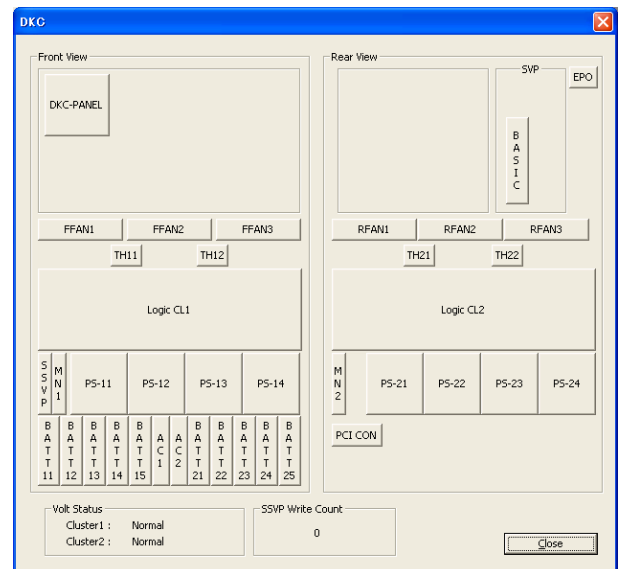 DKC
Front View
DKC-PANEL
FFAN1 FFAN2 FFAN3
TH11 TH12
Logic CL1
SSVP MN1 PS-11 PS-12 PS-13 PS-14
BATT11 BATT12 BATT13 BATT14 BATT15 AC1 AC2 BATT21 BATT22 BATT23 BATT24 BATT25
Rear View
SVP
EPO
BASIC
RFAN1 RFAN2 RFAN3
TH21 TH22
Logic CL2
MN2 PS-21 PS-22 PS-23 PS-24
PCI CON
Volt Status
Cluster1 : Normal
Cluster2 : Normal
SSVP Write Count
0
Close